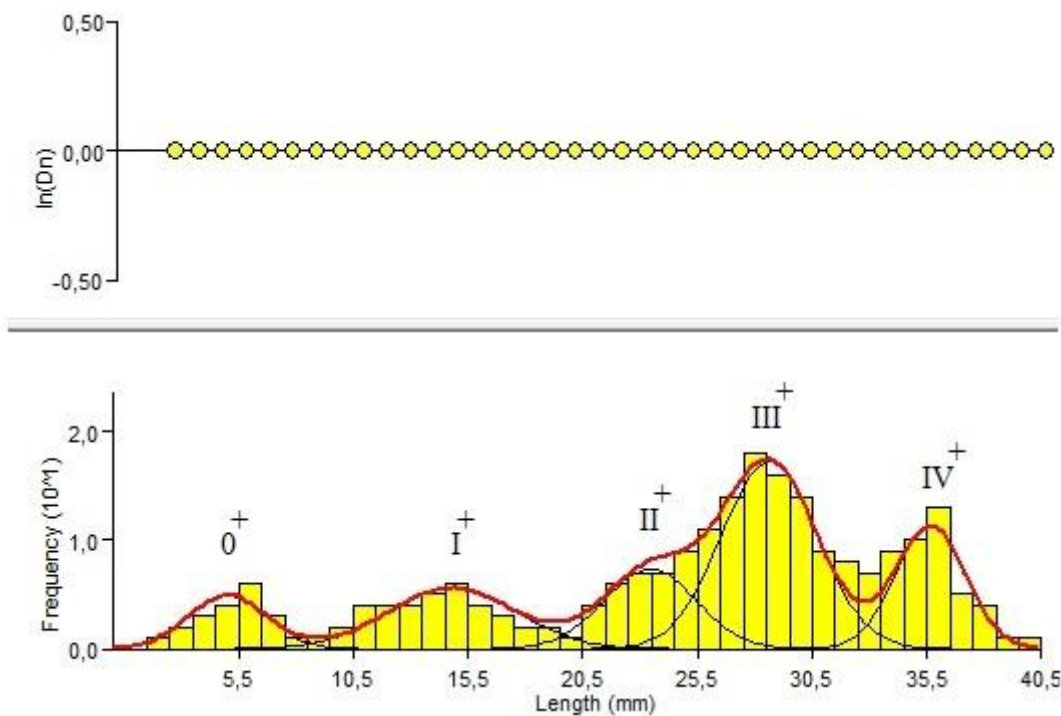 0,50
0,00
-0,50
ln(Dn)
III+
IV+
II+
0+
I+
2,0
1,0
0,0
Frequency (10^1)
5,5 10,5 15,5 20,5 25,5 30,5 35,5 40,5
Length (mm)